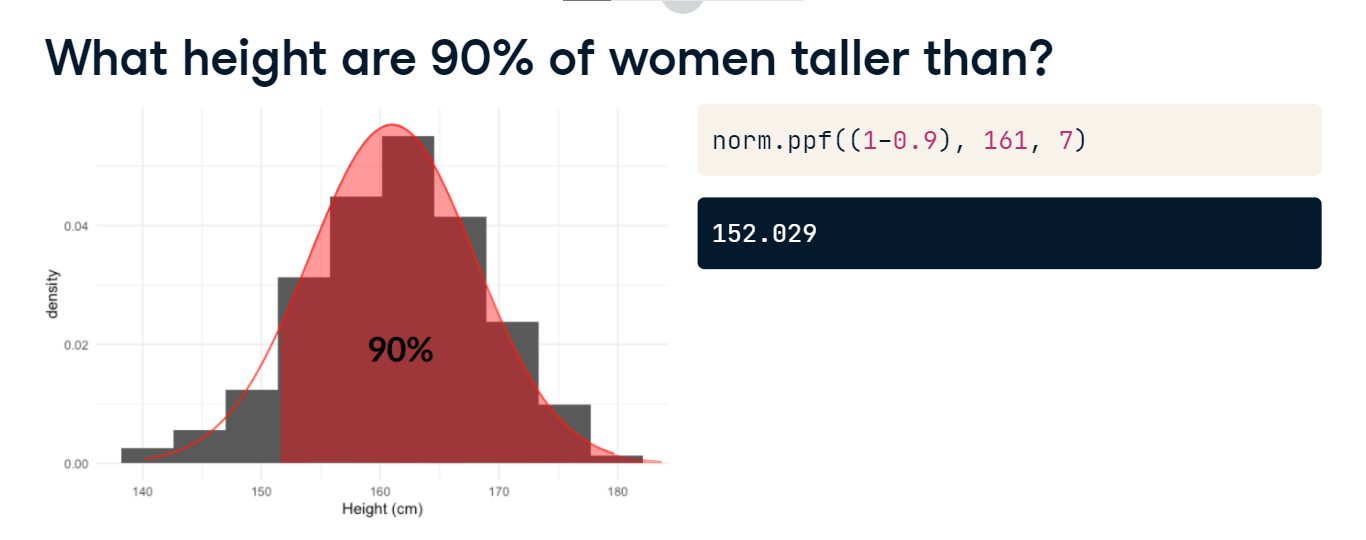 What height are 90% of women taller than?
norm.ppf((1-0.9), 161, 7)
152.029
density
0.04
0.02
0.00
90%
140 150 160 170 180
Height (cm)